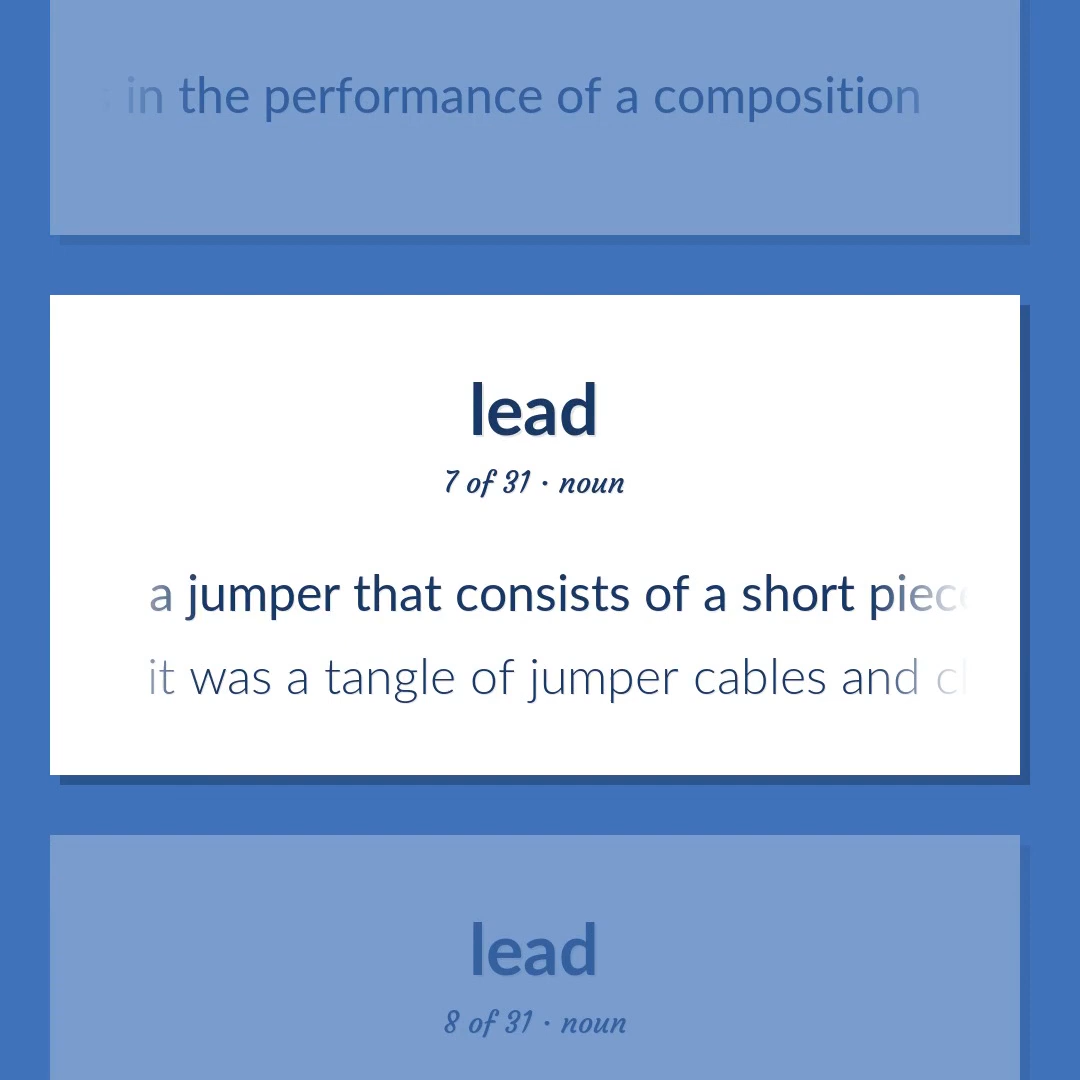 in the performance of a composition
lead
7 of 31 · noun
a jumper that consists of a short
it was a tangle of jumper cables and
lead
8 of 31 · noun